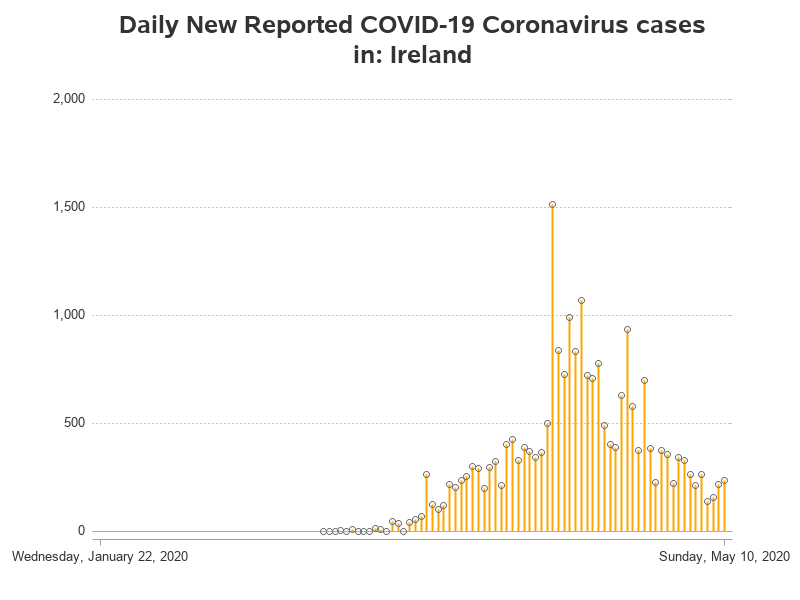 Daily New Reported COVID-19 Coronavirus cases
in: Ireland
2,000
1,500
1,000
500
0
Wednesday, January 22, 2020
Sunday, May 10, 2020